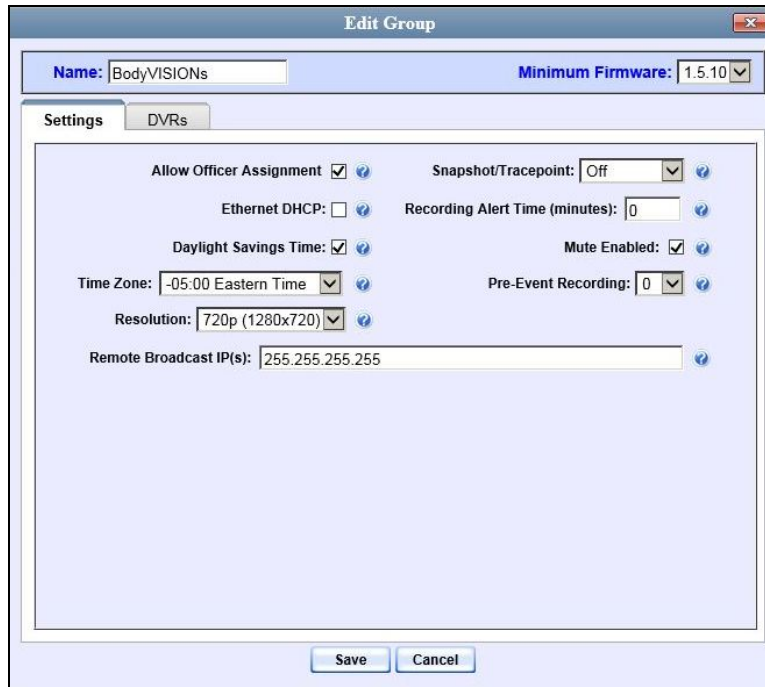 Edit Group
Name: BodyVISIONs Minimum Firmware: 1.5.10
Settings DVRs
Allow Officer Assignment Snapshot/Tracepoint: Off
Ethernet DHCP: Recording Alert Time (minutes): 0
Daylight Savings Time: Mute Enabled:
Time Zone: -05:00 Eastern Time Pre-Event Recording: 0
Resolution: 720p (1280x720)
Remote Broadcast IP(s): 255.255.255.255
Save Cancel